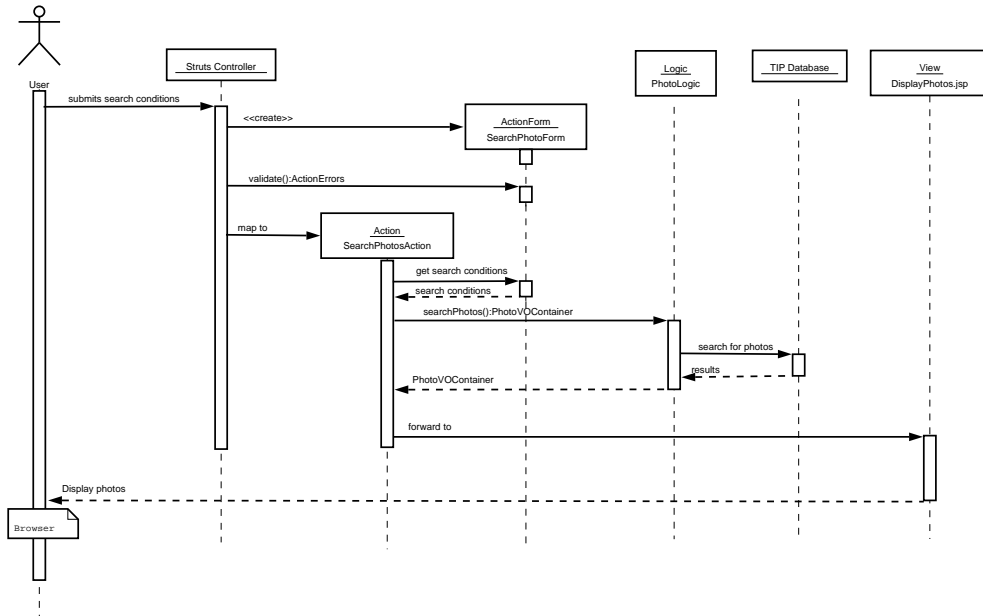 User
Struts Controller
Logic
PhotoLogic
TIP Database
View
DisplayPhotos.jsp
submits search conditions
<<create>>
ActionForm
SearchPhotoForm
validate():ActionErrors
map to
Action
SearchPhotosAction
get search conditions
search conditions
searchPhotos():PhotoVOContainer
search for photos
results
PhotoVOContainer
forward to
Display photos
Browser